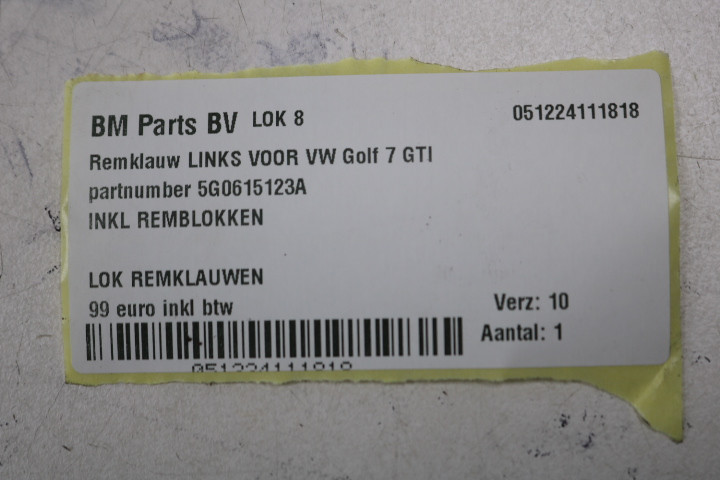 BM Parts BV LOK 8 051224111818
Remklauw LINKS VOOR VW Golf 7 GTI
partnumber 5G0615123A
INKL REMBLOKKEN
LOK REMKLAUWEN
99 euro inkl btw Verz: 10
Aantal: 1
051224111818